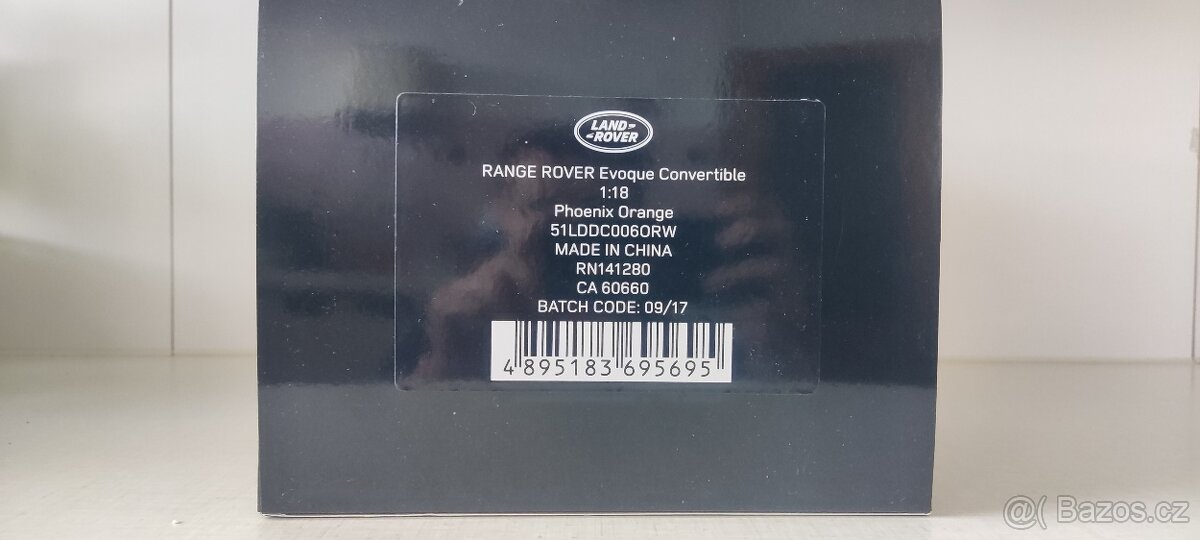 LAND
ROVER
RANGE ROVER Evoque Convertible
1:18
Phoenix Orange
51LDDC006ORW
MADE IN CHINA
RN141280
CA 60660
BATCH CODE: 09/17
4 895183 695695
@( Bazos.cz